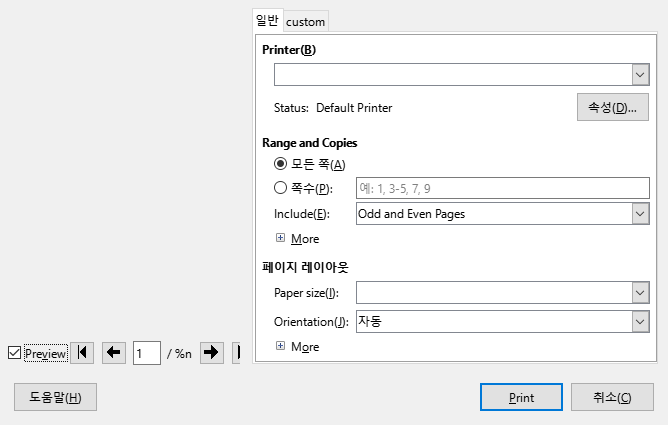 일반 custom
Printer(B)
Status: Default Printer 속성(D)...
Range and Copies
모든 쪽(A)
쪽수(P): 예: 1, 3-5, 7, 9
Include(E): Odd and Even Pages
More
페이지 레이아웃
Paper size(I):
Orientation(J): 자동
More
Preview 1 / %n
도움말(H) Print 취소(C)